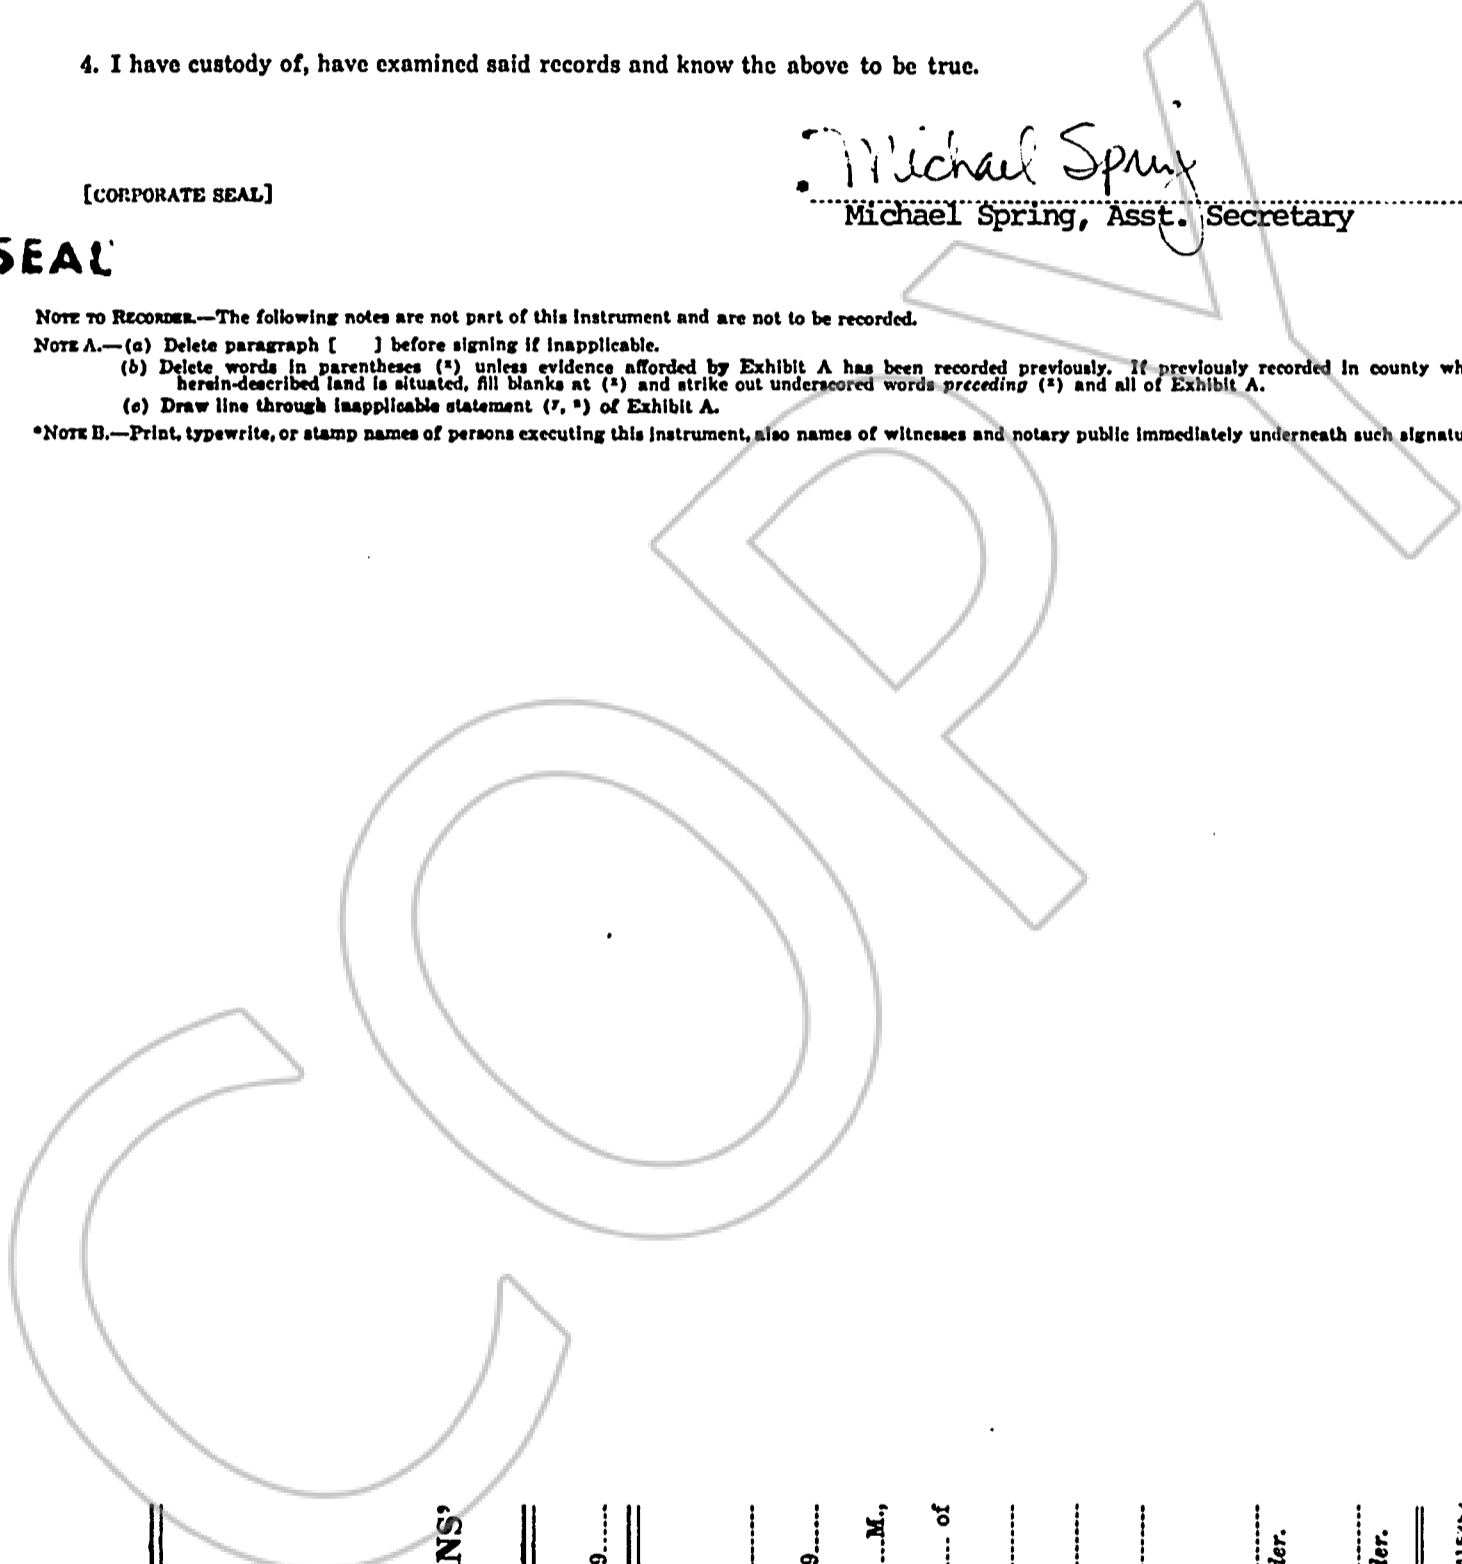 4. I have custody of, have examined said records and know the above to be true.
Michael Spring
[CORPORATE SEAL]
Michael Spring, Asst. Secretary
SEAL
NOTE TO RECORDER.—The following notes are not part of this instrument and are not to be recorded.
NOTE A.—(a) Delete paragraph [ ] before signing if inapplicable.
(b) Delete words in parentheses (²) unless evidence afforded by Exhibit A has been recorded previously. If previously recorded in county wh
herein-described land is situated, fill blanks at (²) and strike out underscored words preceding (²) and all of Exhibit A.
(c) Draw line through inapplicable statement (⁷, ⁸) of Exhibit A.
*NOTE B.—Print, typewrite, or stamp names of persons executing this instrument, also names of witnesses and notary public immediately underneath such signatu
COPY
NS'
9
9
M.,
of
der.
der.